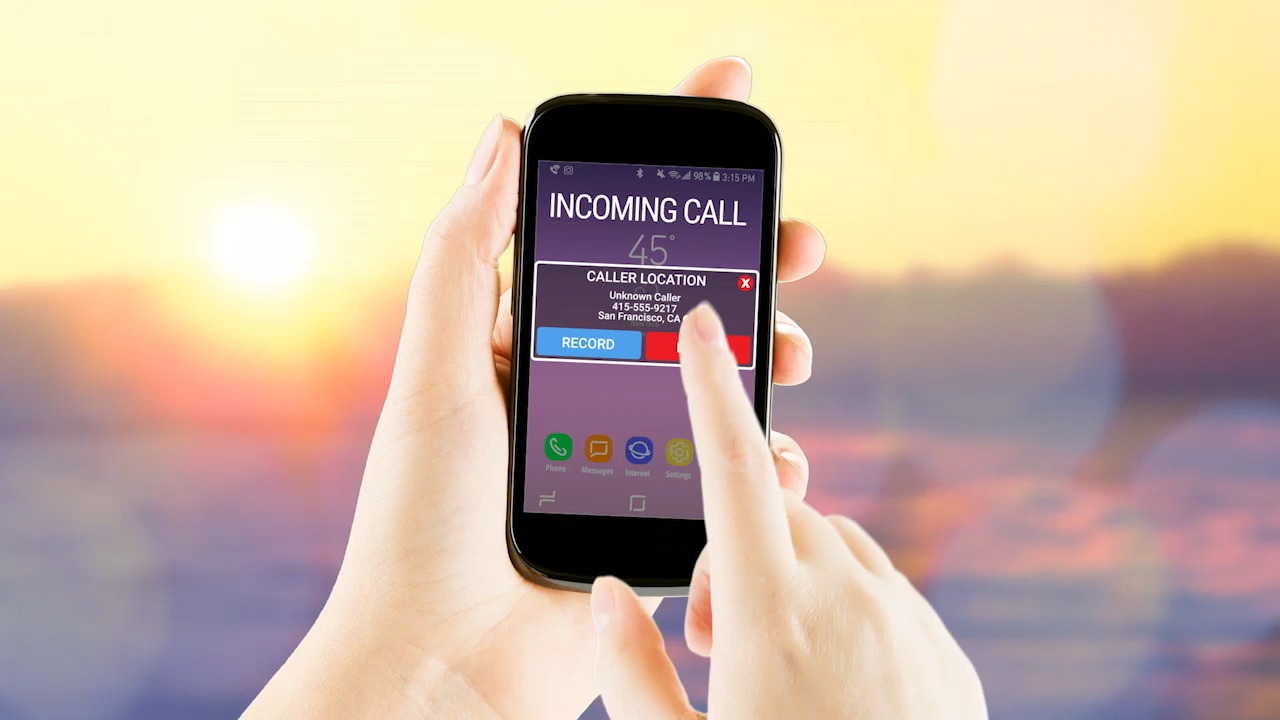 98% 3:15 PM
INCOMING CALL
45°
CALLER LOCATION
X
Unknown Caller
415-555-9217
San Francisco, CA
RECORD
Phone Messages Internet Settings